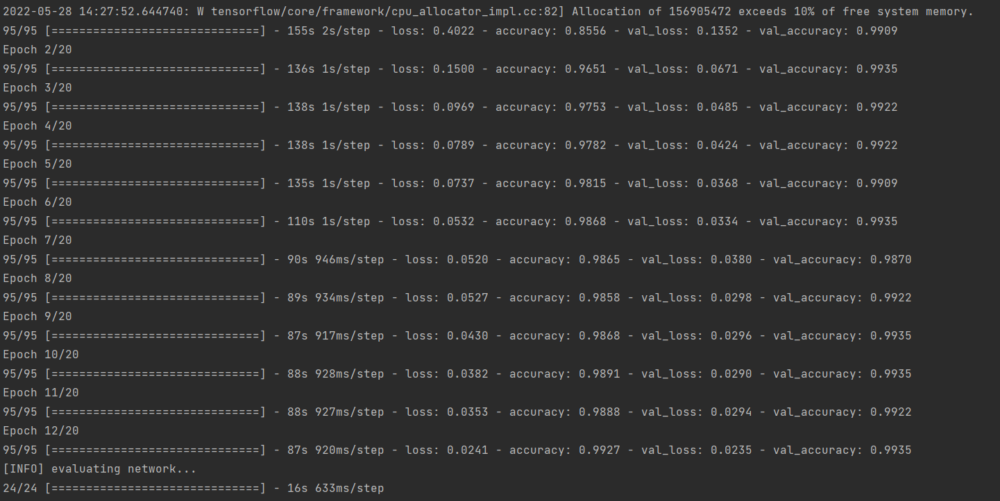 2022-05-28 14:27:52.644740: W tensorflow/core/framework/cpu_allocator_impl.cc:82] Allocation of 156905472 exceeds 10% of free system memory.
95/95 [==============================] - 155s 2s/step - loss: 0.4022 - accuracy: 0.8556 - val_loss: 0.1352 - val_accuracy: 0.9909
Epoch 2/20
95/95 [==============================] - 136s 1s/step - loss: 0.1500 - accuracy: 0.9651 - val_loss: 0.0671 - val_accuracy: 0.9935
Epoch 3/20
95/95 [==============================] - 138s 1s/step - loss: 0.0969 - accuracy: 0.9753 - val_loss: 0.0485 - val_accuracy: 0.9922
Epoch 4/20
95/95 [==============================] - 138s 1s/step - loss: 0.0789 - accuracy: 0.9782 - val_loss: 0.0424 - val_accuracy: 0.9922
Epoch 5/20
95/95 [==============================] - 135s 1s/step - loss: 0.0737 - accuracy: 0.9815 - val_loss: 0.0368 - val_accuracy: 0.9909
Epoch 6/20
95/95 [==============================] - 110s 1s/step - loss: 0.0532 - accuracy: 0.9868 - val_loss: 0.0334 - val_accuracy: 0.9935
Epoch 7/20
95/95 [==============================] - 90s 946ms/step - loss: 0.0520 - accuracy: 0.9865 - val_loss: 0.0380 - val_accuracy: 0.9870
Epoch 8/20
95/95 [==============================] - 89s 934ms/step - loss: 0.0527 - accuracy: 0.9858 - val_loss: 0.0298 - val_accuracy: 0.9922
Epoch 9/20
95/95 [==============================] - 87s 917ms/step - loss: 0.0430 - accuracy: 0.9868 - val_loss: 0.0296 - val_accuracy: 0.9935
Epoch 10/20
95/95 [==============================] - 88s 928ms/step - loss: 0.0382 - accuracy: 0.9891 - val_loss: 0.0290 - val_accuracy: 0.9935
Epoch 11/20
95/95 [==============================] - 88s 927ms/step - loss: 0.0353 - accuracy: 0.9888 - val_loss: 0.0294 - val_accuracy: 0.9922
Epoch 12/20
95/95 [==============================] - 87s 920ms/step - loss: 0.0241 - accuracy: 0.9927 - val_loss: 0.0235 - val_accuracy: 0.9935
[INFO] evaluating network...
24/24 [==============================] - 16s 633ms/step